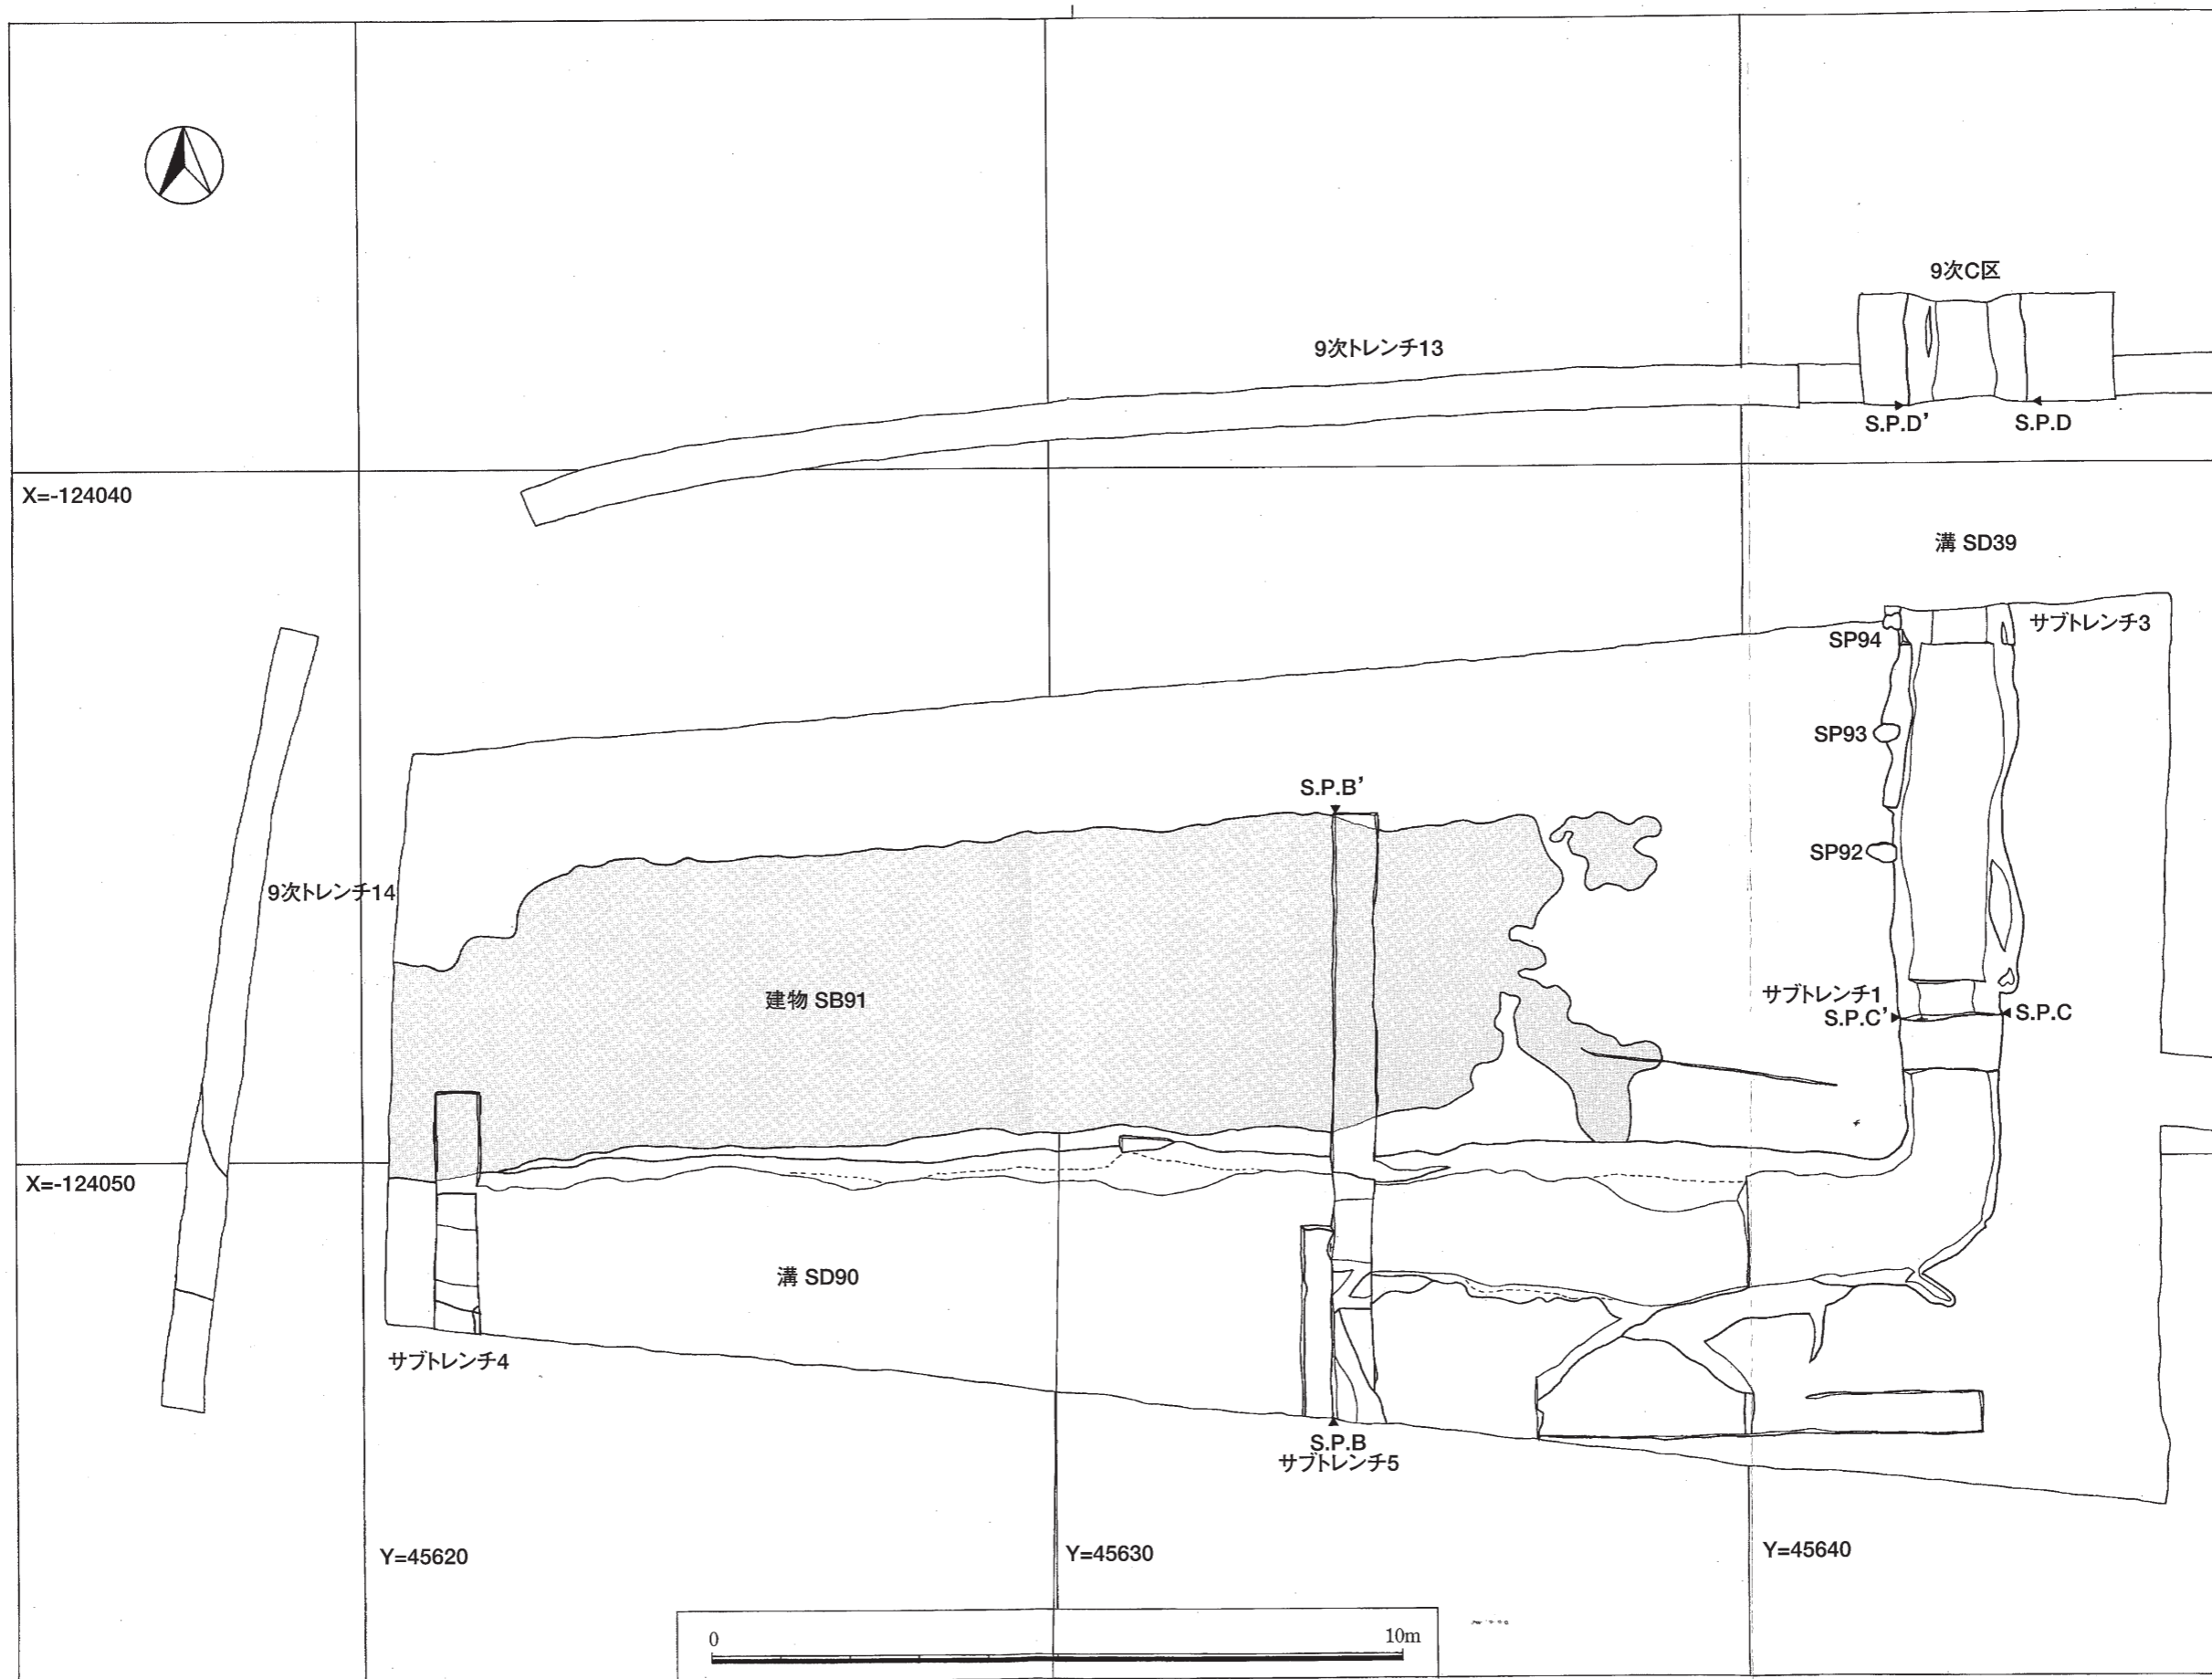 9次C区
9次トレンチ13
S.P.D'
S.P.D
X=-124040
溝 SD39
サブトレンチ3
SP94
SP93
S.P.B'
SP92
9次トレンチ14
建物 SB91
サブトレンチ1
S.P.C'
S.P.C
X=-124050
溝 SD90
サブトレンチ4
S.P.B
サブトレンチ5
Y=45620
Y=45630
Y=45640
0
10m